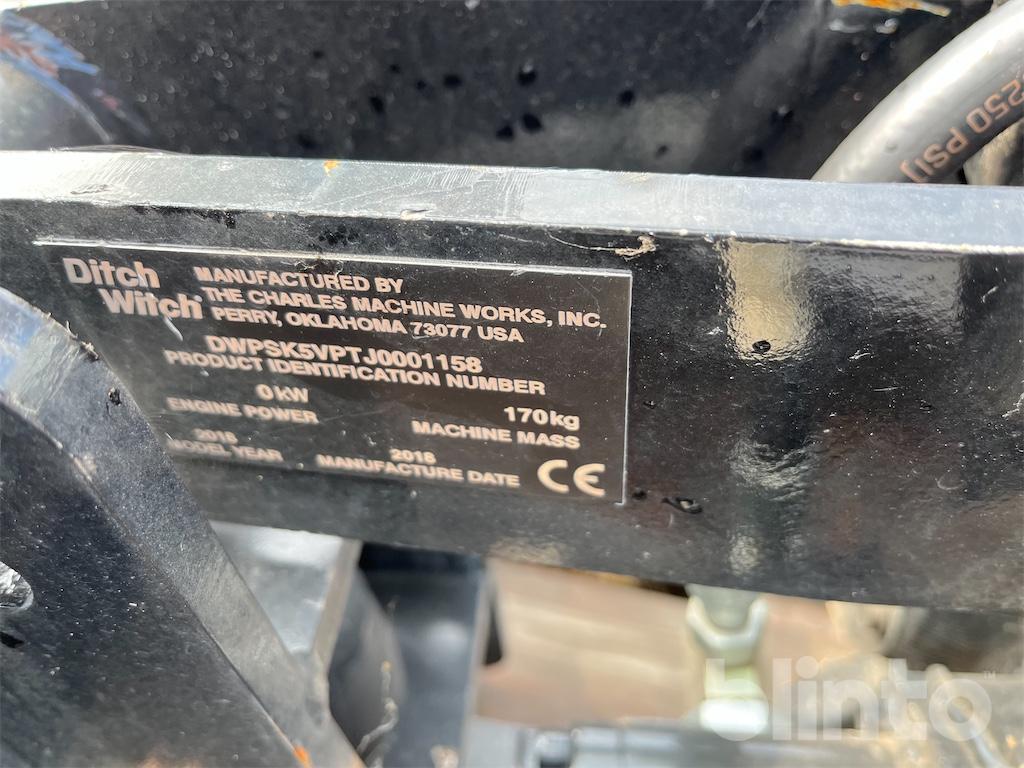 250 PSI)
Ditch
Witch®
MANUFACTURED BY
THE CHARLES MACHINE WORKS, INC.
PERRY, OKLAHOMA 73077 USA
DWPSK5VPTJ0001158
PRODUCT IDENTIFICATION NUMBER
0 kW
170kg
ENGINE POWER
MACHINE MASS
2018
2018
MODEL YEAR
MANUFACTURE DATE
CE
blinto™